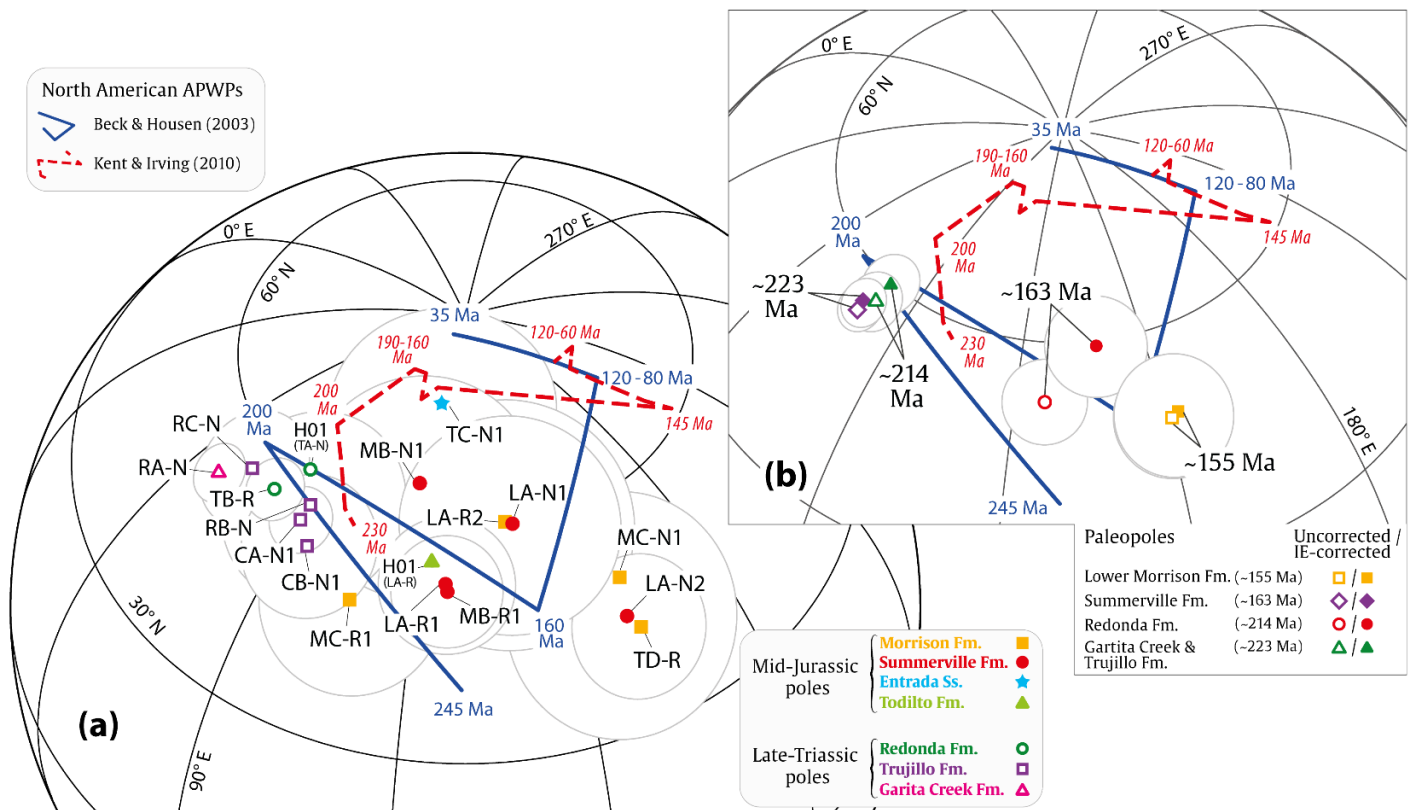 North American APWPs
Beck & Housen (2003)
Kent & Irving (2010)
(a)
0° E
270° E
60° N
30° N
90° E
35 Ma
190-160
Ma
120-60 Ma
120-80 Ma
145 Ma
200
Ma
200
Ma
RC-N
H01
(TA-N)
TC-N1
MB-N1
RA-N
TB-R
LA-N1
LA-R2
RB-N
230
Ma
MC-N1
CA-N1
H01
(LA-R)
CB-N1
LA-N2
LA-R1
MB-R1
MC-R1
160
Ma
TD-R
245 Ma
(b)
0° E
270° E
60° N
180° E
35 Ma
190-160
Ma
120-60 Ma
120-80 Ma
145 Ma
200
Ma
200
Ma
~223
Ma
~163 Ma
230
Ma
~214
Ma
~155 Ma
245 Ma
Paleopoles
Uncorrected /
IE-corrected
Lower Morrison Fm. (~155 Ma) /
Summerville Fm. (~163 Ma) /
Redonda Fm. (~214 Ma) /
Gartita Creek & (~223 Ma) /
Trujillo Fm.
Mid-Jurassic
poles
Morrison Fm.
Summerville Fm.
Entrada Ss.
Todilto Fm.
Late-Triassic
poles
Redonda Fm.
Trujillo Fm.
Garita Creek Fm.